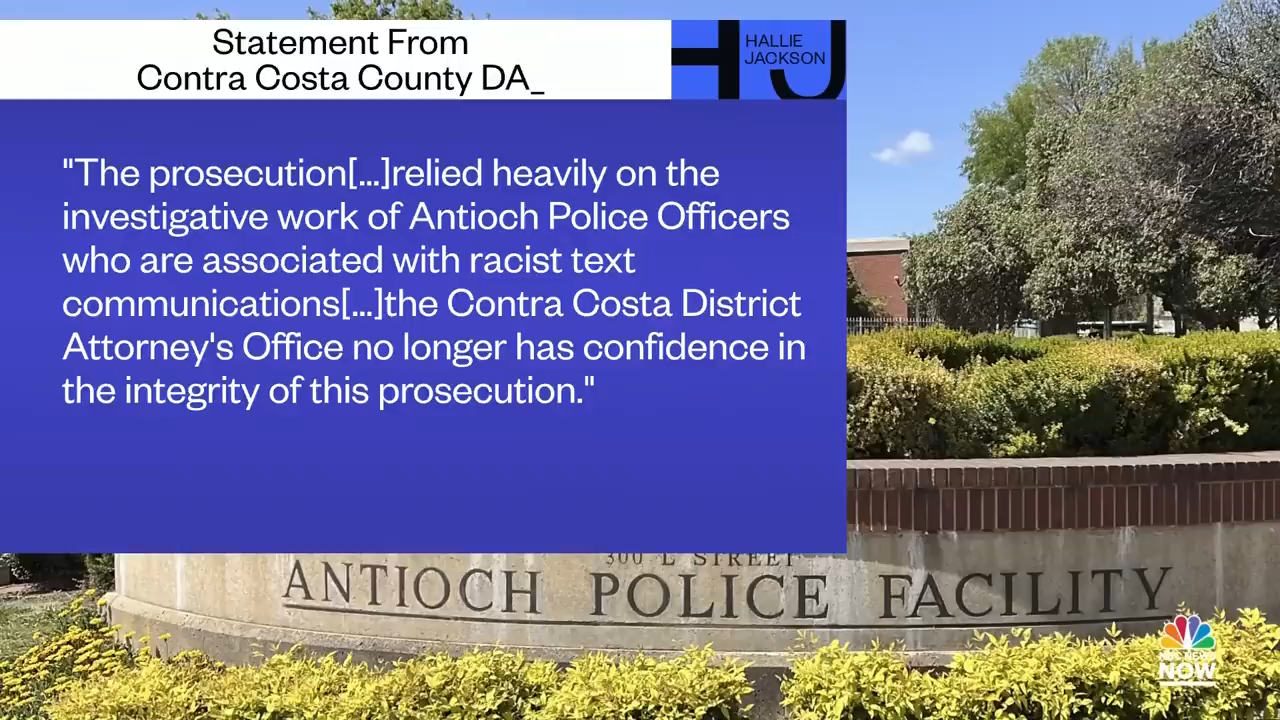 Statement From
Contra Costa County DA_
HALLIE
JACKSON
"The prosecution[...]relied heavily on the
investigative work of Antioch Police Officers
who are associated with racist text
communications[...]the Contra Costa District
Attorney's Office no longer has confidence in
the integrity of this prosecution."
300 L STREET
ANTIOCH POLICE FACILITY
NBC NEWS
NOW